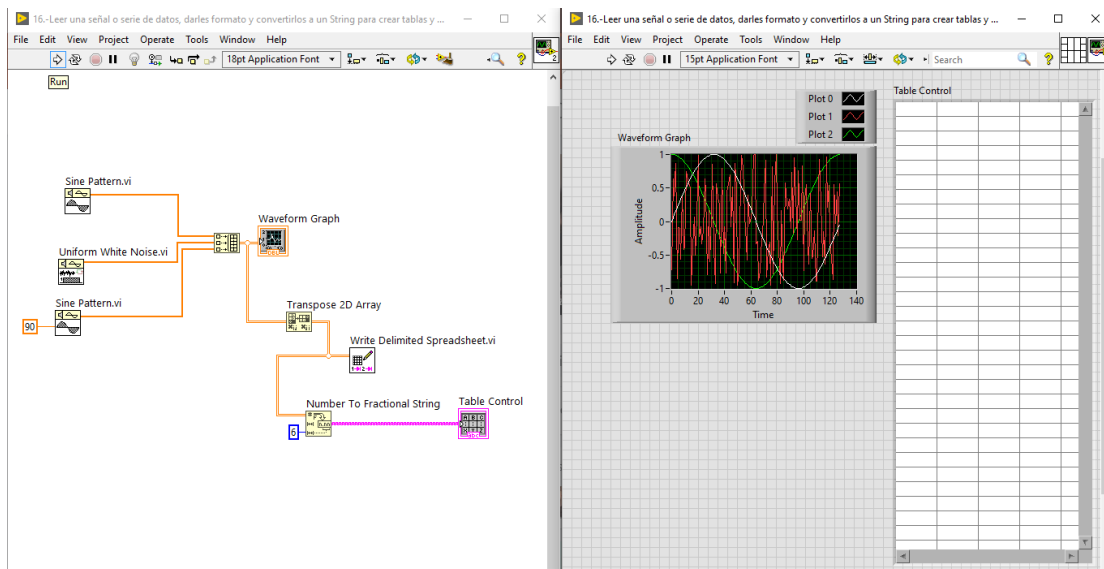 16.-Leer una señal o serie de datos, darles formato y convertirlos a un String para crear tablas y ...
File Edit View Project Operate Tools Window Help
18pt Application Font
2
Run
Sine Pattern.vi
Waveform Graph
Uniform White Noise.vi
Sine Pattern.vi
90
Transpose 2D Array
Write Delimited Spreadsheet.vi
Number To Fractional String
Table Control
6
16.-Leer una señal o serie de datos, darles formato y convertirlos a un String para crear tablas y ...
File Edit View Project Operate Tools Window Help
15pt Application Font
Search
Table Control
Plot 0
Plot 1
Plot 2
Waveform Graph
1
0.5
0
-0.5
-1
Amplitude
0 20 40 60 80 100 120 140
Time